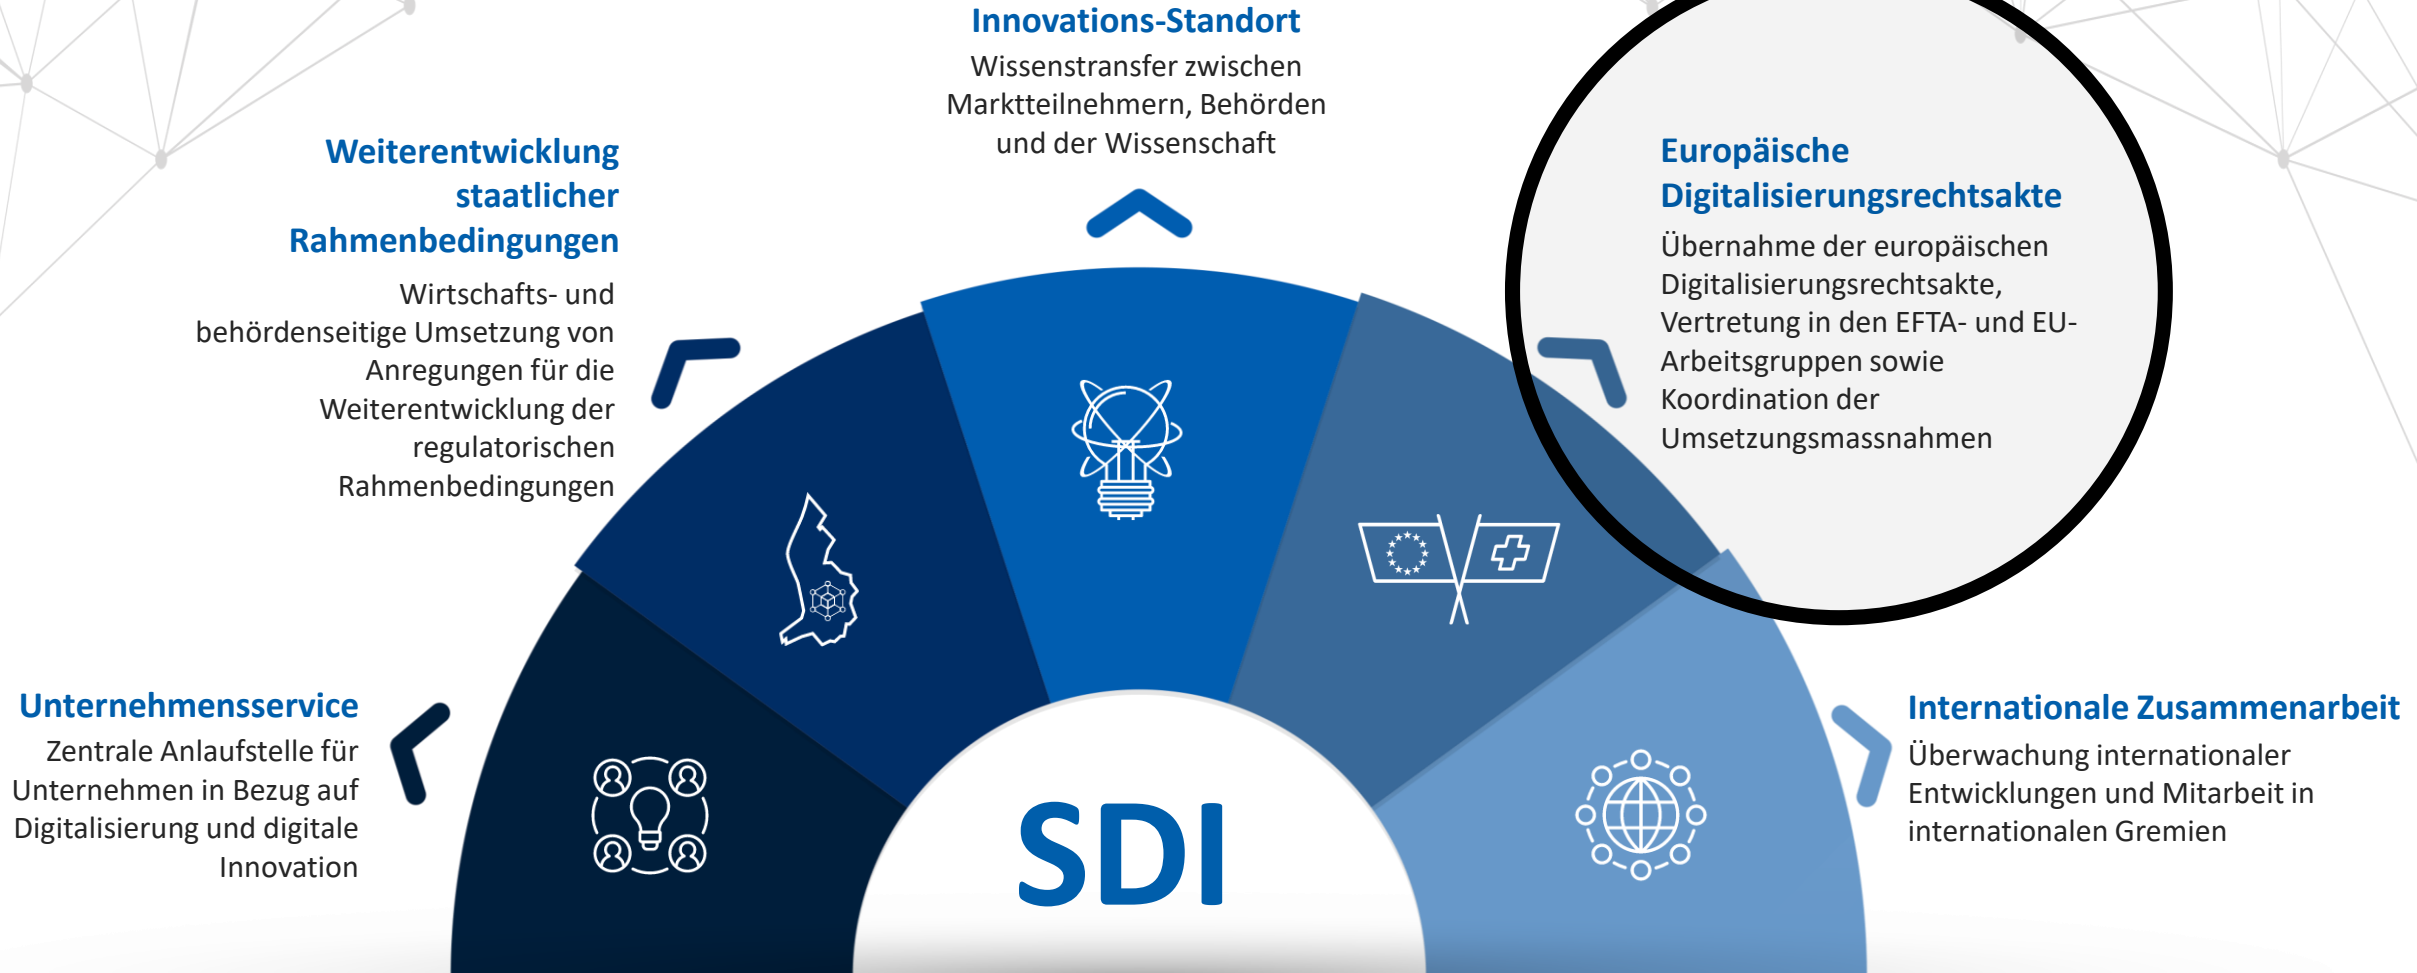 Innovations-Standort
Wissenstransfer zwischen
Marktteilnehmern, Behörden
und der Wissenschaft
Weiterentwicklung
staatlicher
Rahmenbedingungen
Wirtschafts- und
behördenseitige Umsetzung von
Anregungen für die
Weiterentwicklung der
regulatorischen
Rahmenbedingungen
Europäische
Digitalisierungsrechtsakte
Übernahme der europäischen
Digitalisierungsrechtsakte,
Vertretung in den EFTA- und EU-
Arbeitsgruppen sowie
Koordination der
Umsetzungsmassnahmen
Unternehmensservice
Zentrale Anlaufstelle für
Unternehmen in Bezug auf
Digitalisierung und digitale
Innovation
Internationale Zusammenarbeit
Überwachung internationaler
Entwicklungen und Mitarbeit in
internationalen Gremien
SDI